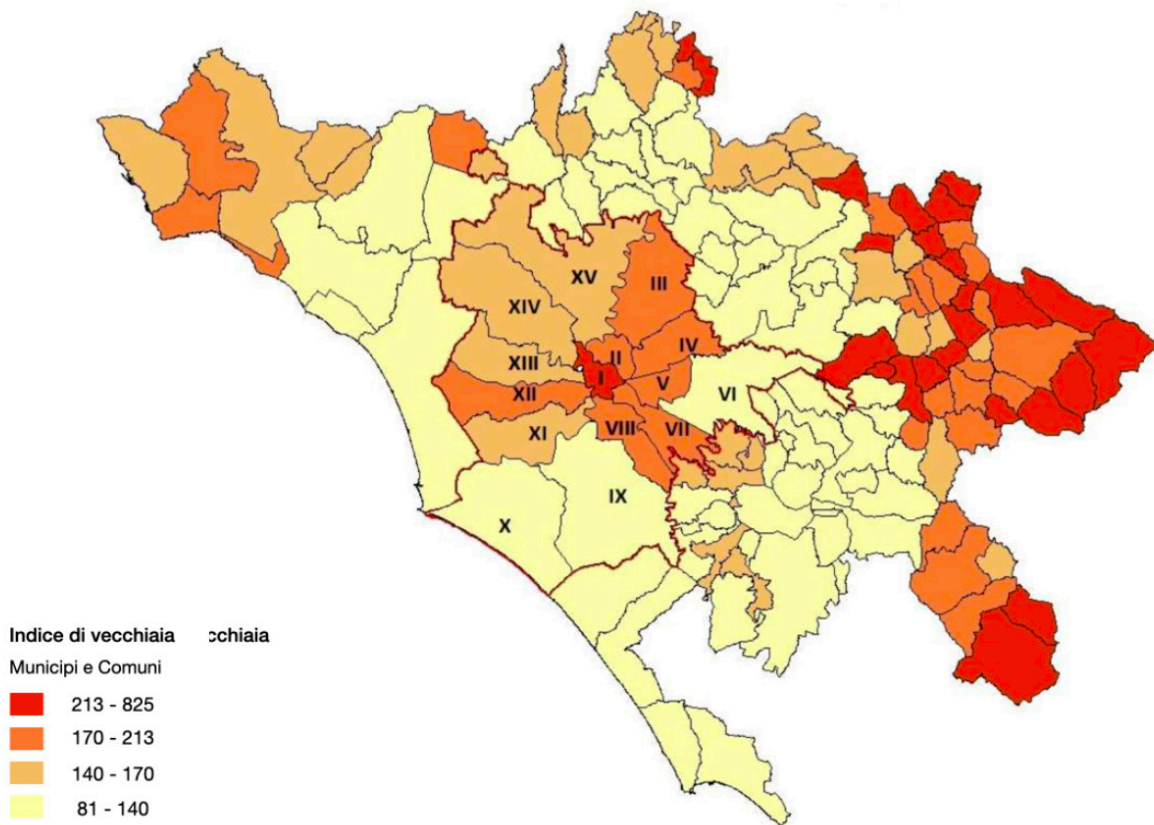 XV
III
XIV
II
IV
XIII
I
V
VI
XII
XI
VIII
VII
IX
X
Indice di vecchiaia cchiaia
Municipi e Comuni
213 - 825
170 - 213
140 - 170
81 - 140